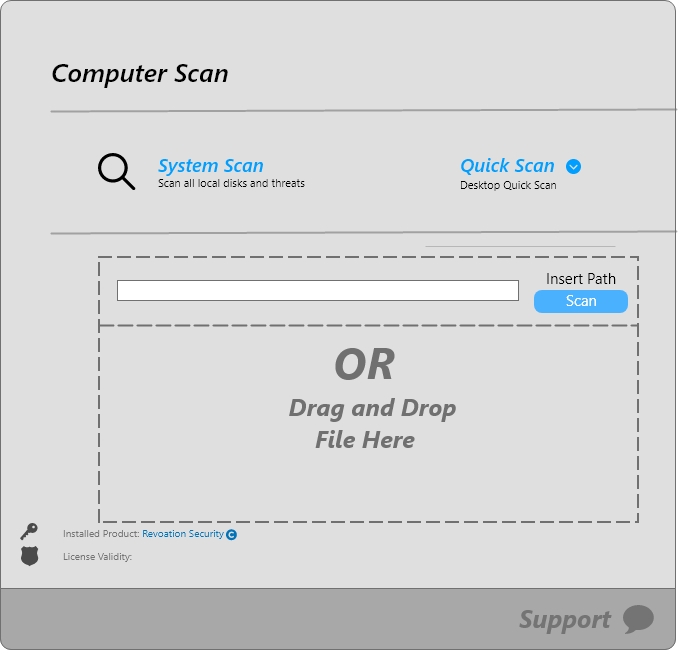 Computer Scan
System Scan
Scan all local disks and threats
Quick Scan
Desktop Quick Scan
Insert Path
Scan
OR
Drag and Drop
File Here
Installed Product: Revoation Security C
License Validity:
Support